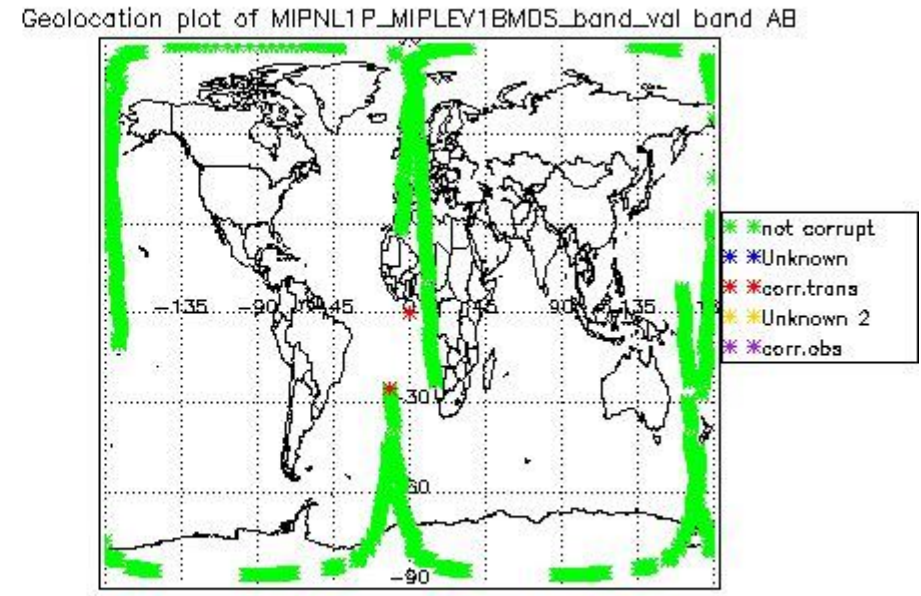 Geolocation plot of MIPNL1P_MIPLEV1BMDS_band_val band AB
not corrupt
Unknown
corr.trans
Unknown 2
corr.obs
-135 -90 45 45 90 135
-30
-60
-90